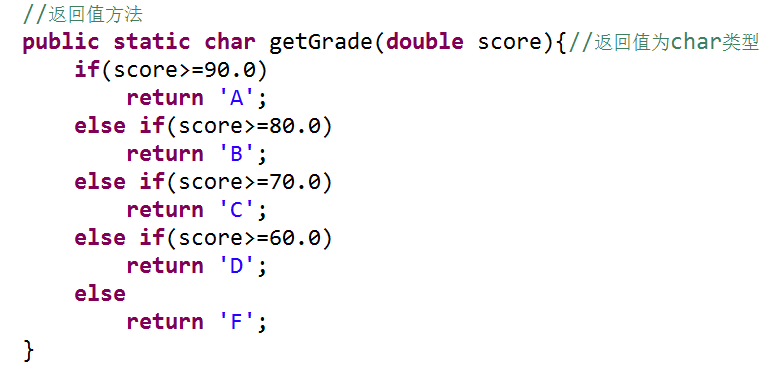 //返回值方法
public static char getGrade(double score){//返回值为char类型
    if(score>=90.0)
        return 'A';
    else if(score>=80.0)
        return 'B';
    else if(score>=70.0)
        return 'C';
    else if(score>=60.0)
        return 'D';
    else
        return 'F';
}